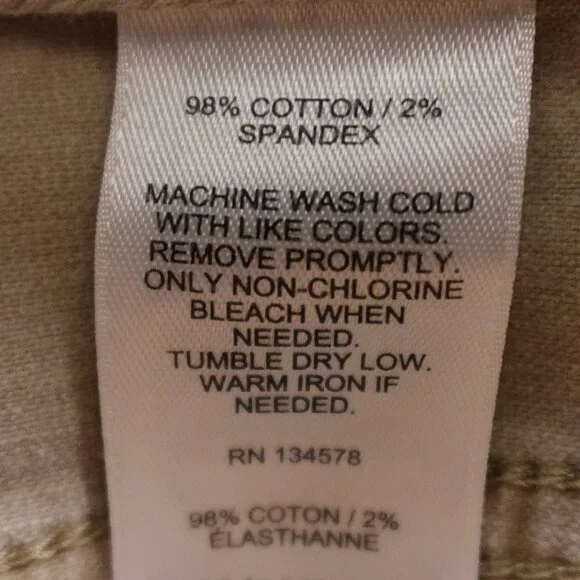 98% COTTON / 2%
SPANDEX
MACHINE WASH COLD
WITH LIKE COLORS.
REMOVE PROMPTLY.
ONLY NON-CHLORINE
BLEACH WHEN
NEEDED.
TUMBLE DRY LOW.
WARM IRON IF
NEEDED.
RN 134578
98% COTON / 2%
ÉLASTHANNE